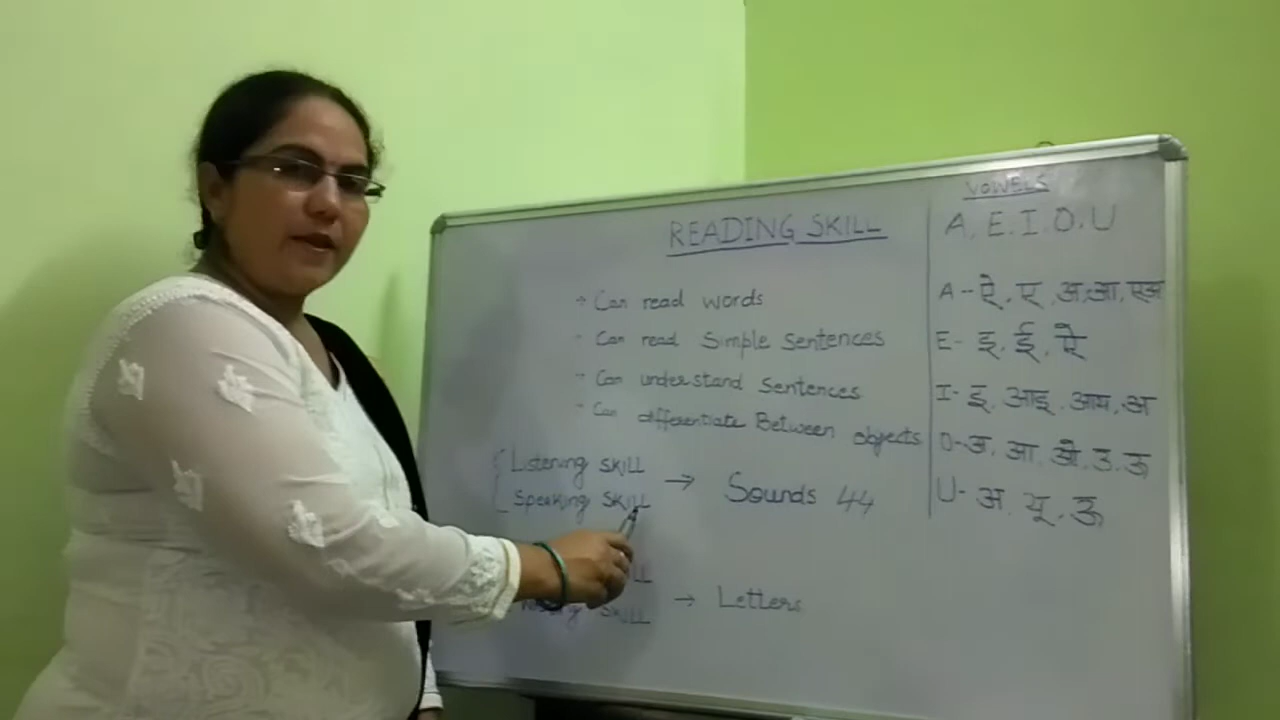 READING SKILL
Can read words
Can read Simple Sentences
Can understand Sentences
Can differentiate Between objects
Listening SKILL
Speaking SKILL
→ Sounds 44
Writing SKILL
→ Letters
VOWELS
A, E, I, O, U
A - ऐ, ए, अ, आ, एअ
E - इ, ई, ऐ
I - इ, आइ, आय, अ
O - अ, आ, ओ, उ, ऊ
U - अ, यू, ऊ